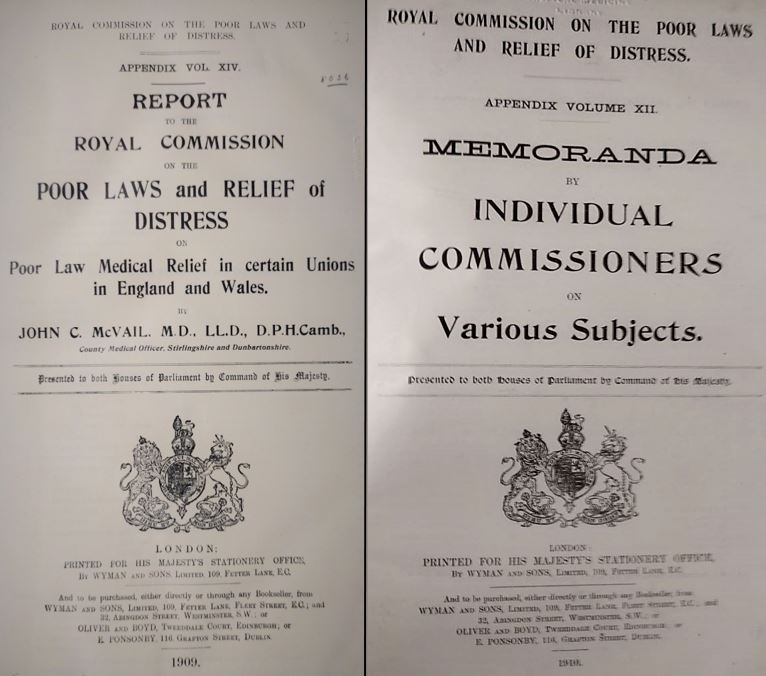 ROYAL COMMISSION ON THE POOR LAWS AND
RELIEF OF DISTRESS.
APPENDIX VOL. XIV.
REPORT
TO THE
ROYAL COMMISSION
ON THE
POOR LAWS and RELIEF of
DISTRESS
ON
Poor Law Medical Relief in certain Unions
in England and Wales.
BY
JOHN C. McVAIL. M.D., LL.D., D.P.H.Camb.,
County Medical Officer, Stirlingshire and Dunbartonshire.
Presented to both Houses of Parliament by Command of His Majesty.
LONDON:
PRINTED FOR HIS MAJESTY'S STATIONERY OFFICE,
BY WYMAN AND SONS LIMITED 109, FETTER LANE, E.C.
And to be purchased, either directly or through any Bookseller, from
WYMAN AND SONS, LIMITED, 109, FETTER LANE, FLEET STREET, E.C.; and
32, ABINGDON STREET, WESTMINSTER, S.W.; or
OLIVER AND BOYD, TWEEDDALE COURT, EDINBURGH; or
E. PONSONBY, 116 GRAFTON STREET, DUBLIN
1909.
ROYAL COMMISSION ON THE POOR LAWS
AND RELIEF OF DISTRESS.
APPENDIX VOLUME XII.
MEMORANDA
BY
INDIVIDUAL
COMMISSIONERS
ON
Various Subjects.
Presented to both Houses of Parliament by Command of His Majesty.
LONDON:
PRINTED FOR HIS MAJESTY'S STATIONERY OFFICE,
BY WYMAN AND SONS, LIMITED, 109, FETTER LANE, E.C.
And to be purchased, either directly or through any Bookseller, from
WYMAN AND SONS, LIMITED, 109, FETTER LANE, FLEET STREET, E.C., and
32, ABINGDON STREET, WESTMINSTER, S.W.; or
OLIVER AND BOYD, TWEEDDALE COURT, EDINBURGH; or
E. PONSONBY, 116, GRAFTON STREET, DUBLIN.